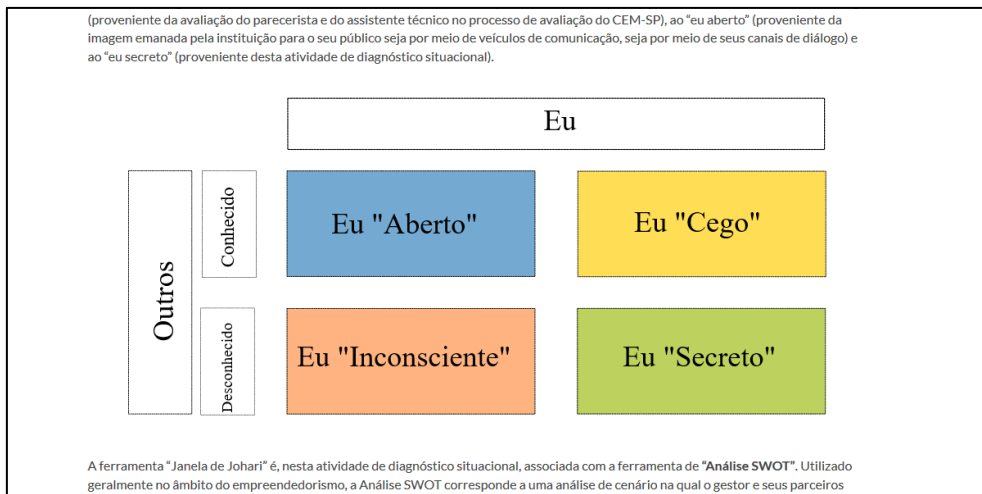 (proveniente da avaliação do parecerista e do assistente técnico no processo de avaliação do CEM-SP), ao “eu aberto” (proveniente da
imagem emanada pela instituição para o seu público seja por meio de veículos de comunicação, seja por meio de seus canais de diálogo) e
ao “eu secreto” (proveniente desta atividade de diagnóstico situacional).
Eu
Outros
Conhecido
Eu "Aberto"
Eu "Cego"
Desconhecido
Eu "Inconsciente"
Eu "Secreto"
A ferramenta “Janela de Johari” é, nesta atividade de diagnóstico situacional, associada com a ferramenta de “Análise SWOT”. Utilizado
geralmente no âmbito do empreendedorismo, a Análise SWOT corresponde a uma análise de cenário na qual o gestor e seus parceiros